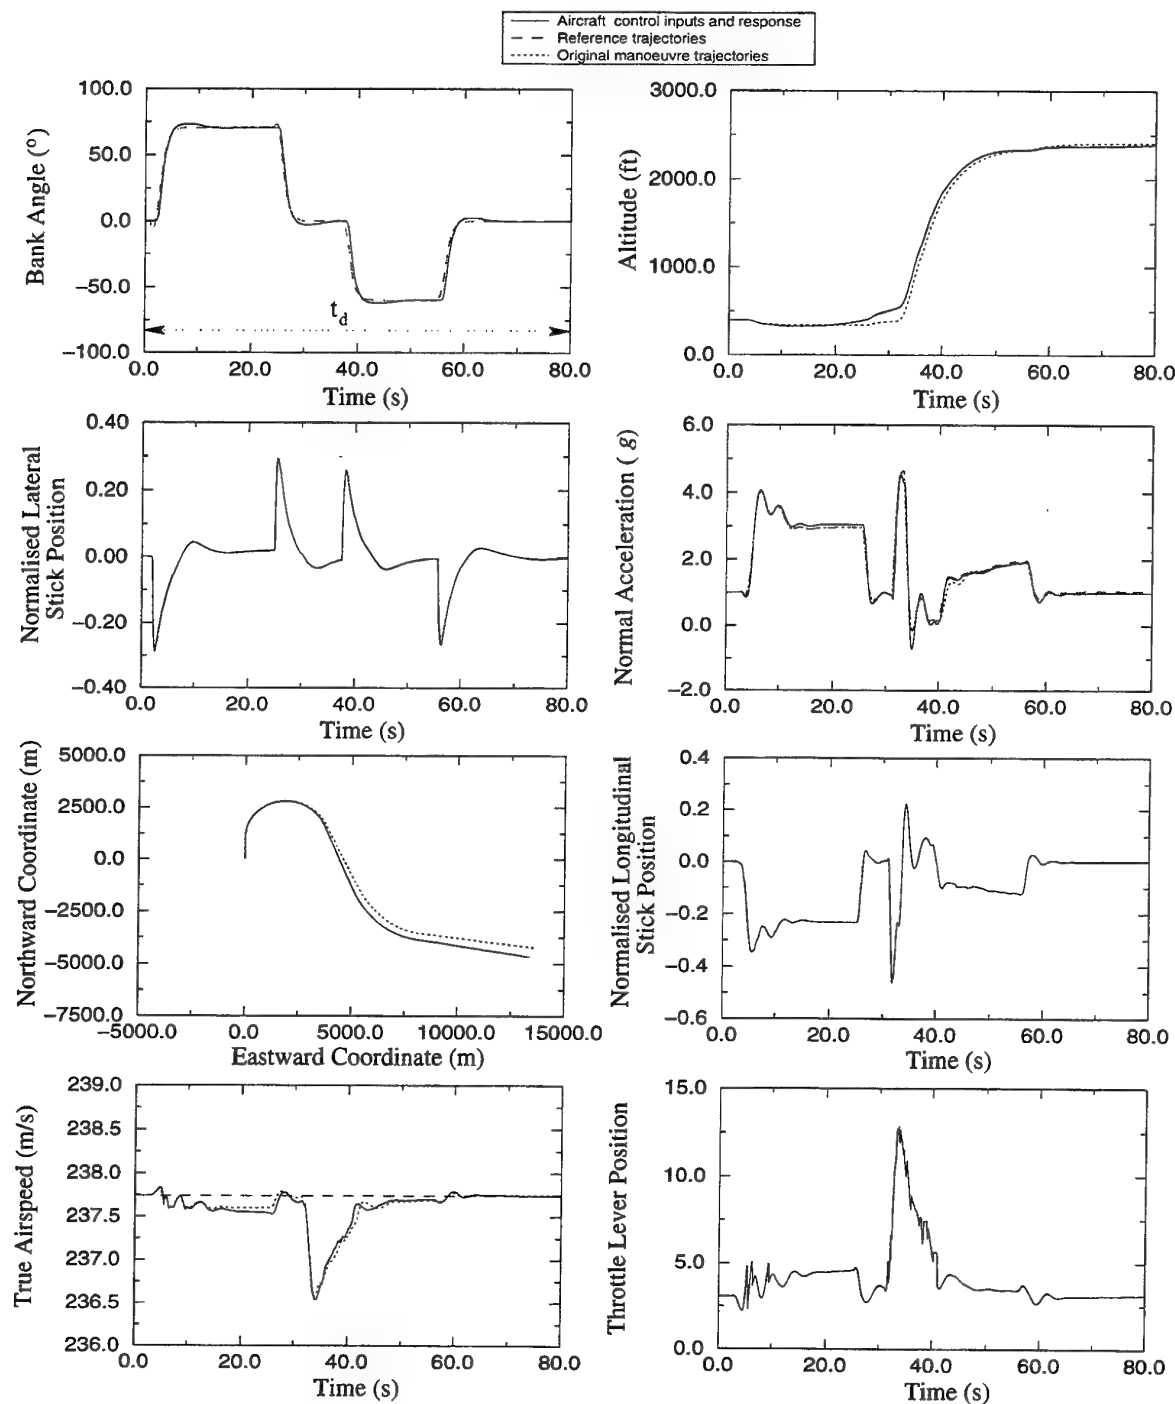 Aircraft control inputs and response
Reference trajectories
Original manoeuvre trajectories
100.0
50.0
0.0
−50.0
−100.0
Bank Angle (°)
t_d
0.0 20.0 40.0 60.0 80.0
Time (s)
3000.0
2000.0
1000.0
0.0
Altitude (ft)
0.0 20.0 40.0 60.0 80.0
Time (s)
0.40
0.20
0.00
−0.20
−0.40
Normalised Lateral
Stick Position
0.0 20.0 40.0 60.0 80.0
Time (s)
6.0
4.0
2.0
0.0
−2.0
Normal Acceleration ( g)
0.0 20.0 40.0 60.0 80.0
Time (s)
5000.0
2500.0
0.0
−2500.0
−5000.0
−7500.0
Northward Coordinate (m)
−5000.0 0.0 5000.0 10000.0 15000.0
Eastward Coordinate (m)
0.4
0.2
0.0
−0.2
−0.4
−0.6
Normalised Longitudinal
Stick Position
0.0 20.0 40.0 60.0 80.0
Time (s)
239.0
238.5
238.0
237.5
237.0
236.5
236.0
True Airspeed (m/s)
0.0 20.0 40.0 60.0 80.0
Time (s)
15.0
10.0
5.0
0.0
Throttle Lever Position
0.0 20.0 40.0 60.0 80.0
Time (s)